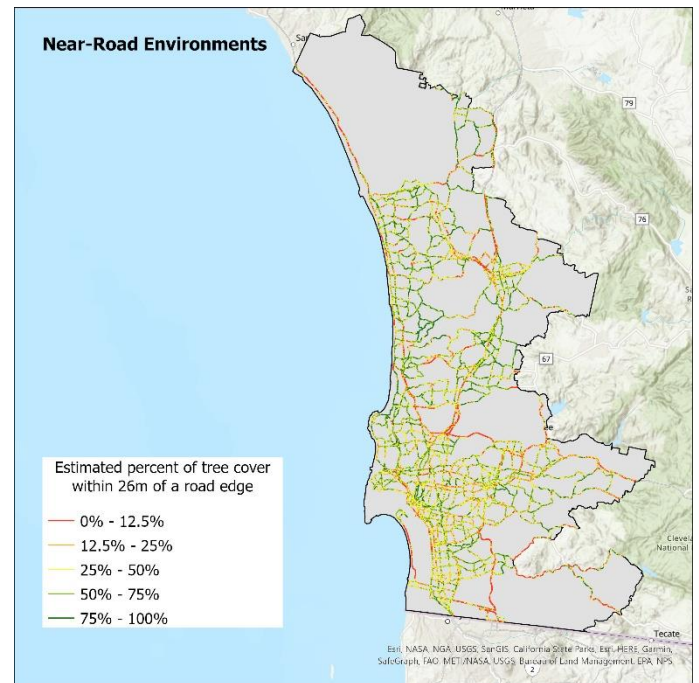 Near-Road Environments
79
76
67
Estimated percent of tree cover
within 26m of a road edge
0% - 12.5%
12.5% - 25%
25% - 50%
50% - 75%
75% - 100%
National
Tecate
2
Esri, NASA, NGA, USGS, SanGIS, California State Parks, Esri, HERE, Garmin,
SafeGraph, FAO, METI/NASA, USGS, Bureau of Land Management, EPA, NPS